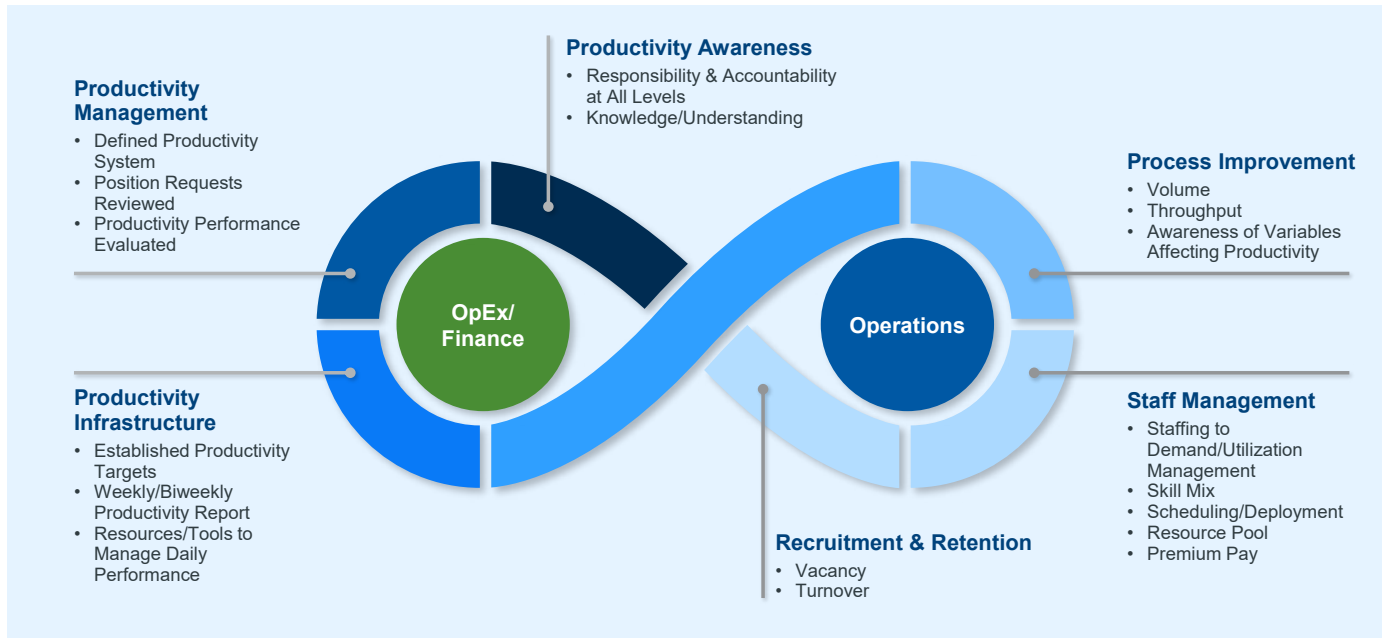 Productivity Awareness
• Responsibility & Accountability
at All Levels
• Knowledge/Understanding
Productivity
Management
• Defined Productivity
System
• Position Requests
Reviewed
• Productivity Performance
Evaluated
Process Improvement
• Volume
• Throughput
• Awareness of Variables
Affecting Productivity
OpEx/
Finance
Operations
Productivity
Infrastructure
• Established Productivity
Targets
• Weekly/Biweekly
Productivity Report
• Resources/Tools to
Manage Daily
Performance
Staff Management
• Staffing to
Demand/Utilization
Management
• Skill Mix
• Scheduling/Deployment
• Resource Pool
• Premium Pay
Recruitment & Retention
• Vacancy
• Turnover